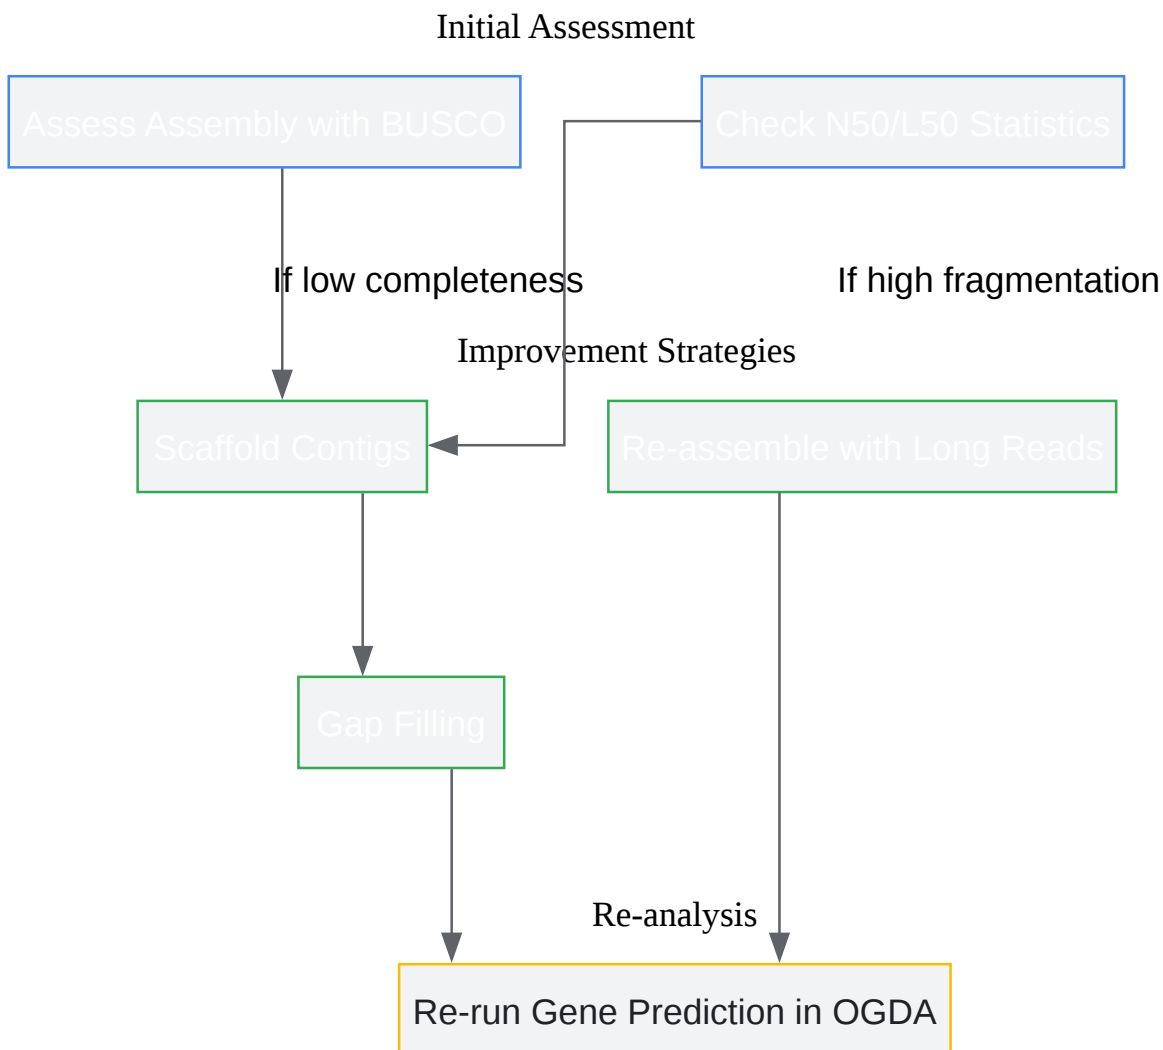 Initial Assessment
Assess Assembly with BUSCO
Check N50/L50 Statistics
If low completeness
If high fragmentation
Improvement Strategies
Scaffold Contigs
Re-assemble with Long Reads
Gap Filling
Re-analysis
Re-run Gene Prediction in OGDA